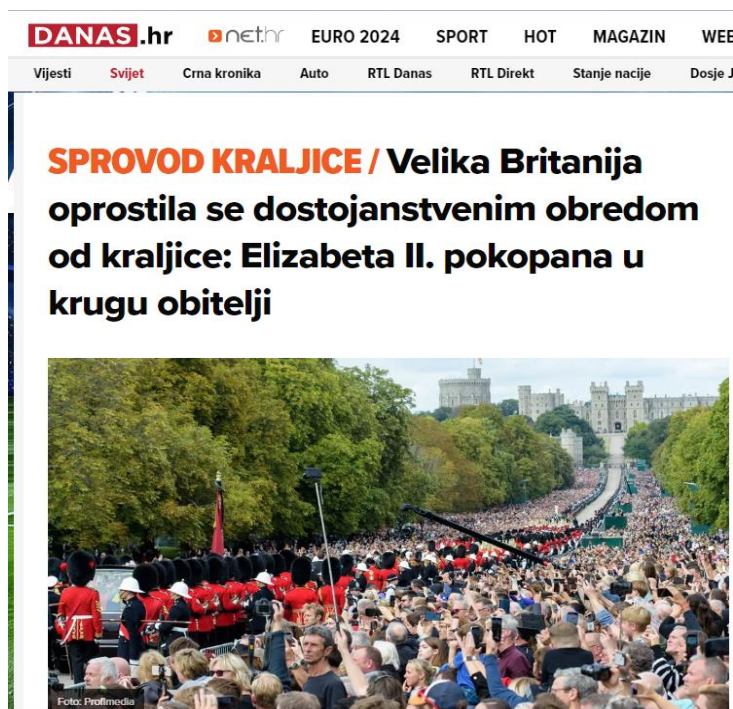 DANAS.hr net.hr EURO 2024 SPORT HOT MAGAZIN
Vijesti Svijet Crna kronika Auto RTL Danas RTL Direkt Stanje nacije Dosje
SPROVOD KRALJICE / Velika Britanija
oprostila se dostojanstvenim obredom
od kraljice: Elizabeta II. pokopana u
krugu obitelji
Foto: Profimedia